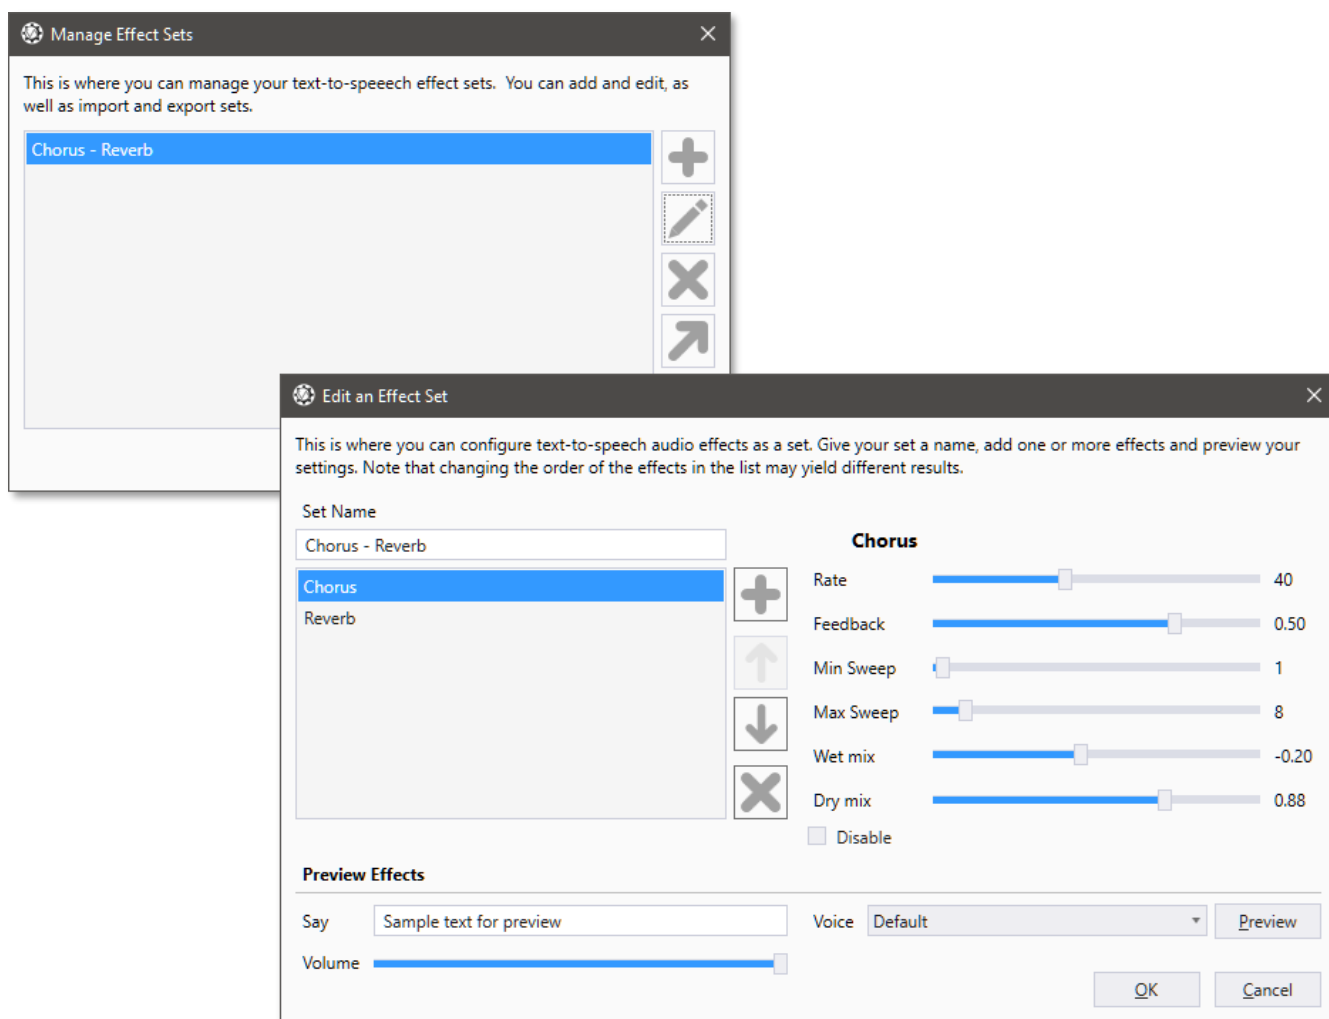 Manage Effect Sets
This is where you can manage your text-to-speeech effect sets.  You can add and edit, as
well as import and export sets.
Chorus - Reverb
Edit an Effect Set
This is where you can configure text-to-speech audio effects as a set. Give your set a name, add one or more effects and preview your
settings. Note that changing the order of the effects in the list may yield different results.
Set Name
Chorus - Reverb
Chorus
Reverb
Chorus
Rate 40
Feedback 0.50
Min Sweep 1
Max Sweep 8
Wet mix -0.20
Dry mix 0.88
Disable
Preview Effects
Say Sample text for preview Voice Default Preview
Volume
OK Cancel